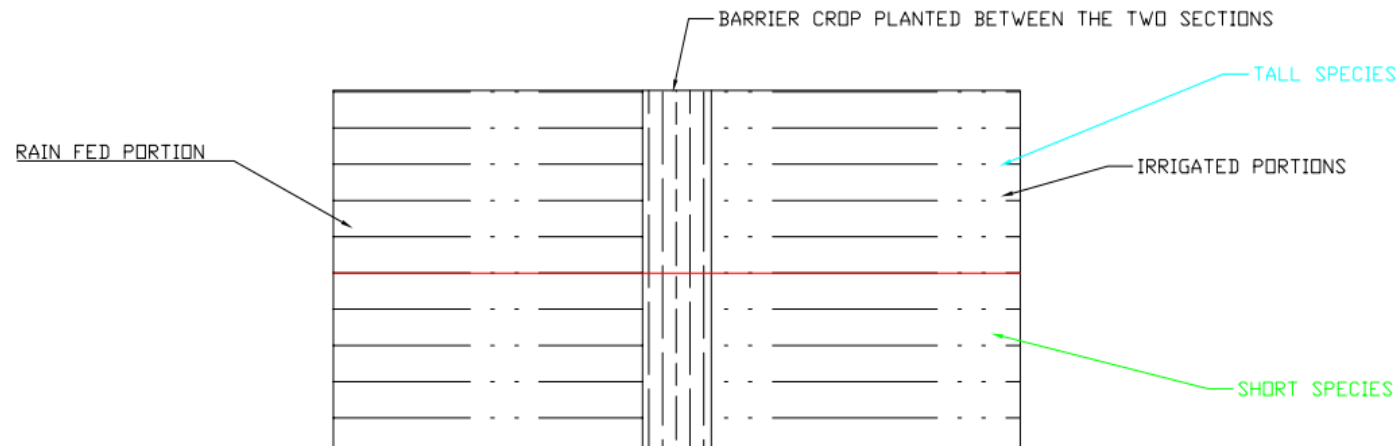 BARRIER CROP PLANTED BETWEEN THE TWO SECTIONS
TALL SPECIES
RAIN FED PORTION
IRRIGATED PORTIONS
SHORT SPECIES